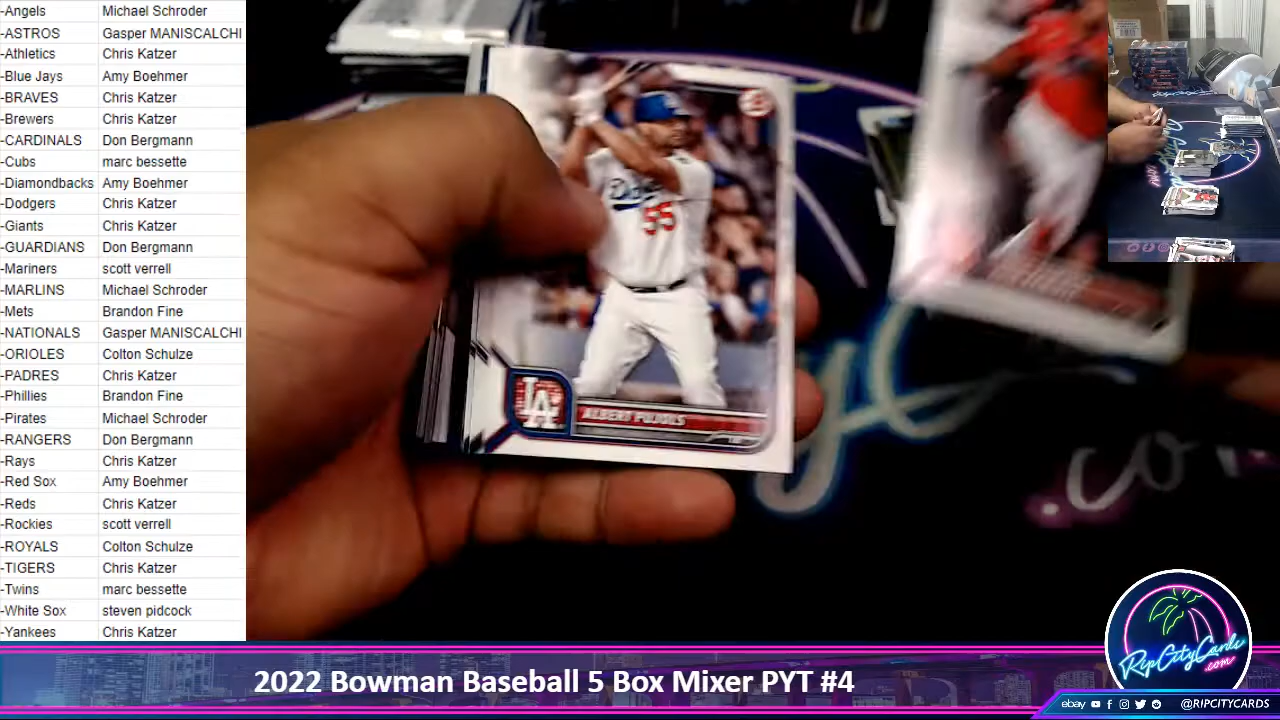 -Angels Michael Schroder
-ASTROS Gasper MANISCALCHI
-Athletics Chris Katzer
-Blue Jays Amy Boehmer
-BRAVES Chris Katzer
-Brewers Chris Katzer
-CARDINALS Don Bergmann
-Cubs marc bessette
-Diamondbacks Amy Boehmer
-Dodgers Chris Katzer
-Giants Chris Katzer
-GUARDIANS Don Bergmann
-Mariners scott verrell
-MARLINS Michael Schroder
-Mets Brandon Fine
-NATIONALS Gasper MANISCALCHI
-ORIOLES Colton Schulze
-PADRES Chris Katzer
-Phillies Brandon Fine
-Pirates Michael Schroder
-RANGERS Don Bergmann
-Rays Chris Katzer
-Red Sox Amy Boehmer
-Reds Chris Katzer
-Rockies scott verrell
-ROYALS Colton Schulze
-TIGERS Chris Katzer
-Twins marc bessette
-White Sox steven pidcock
-Yankees Chris Katzer
Dodgers
55
LA
ALBERT PUJOLS
.co
RipCityCards
.com
2022 Bowman Baseball 5 Box Mixer PYT #4
ebay @RIPCITYCARDS